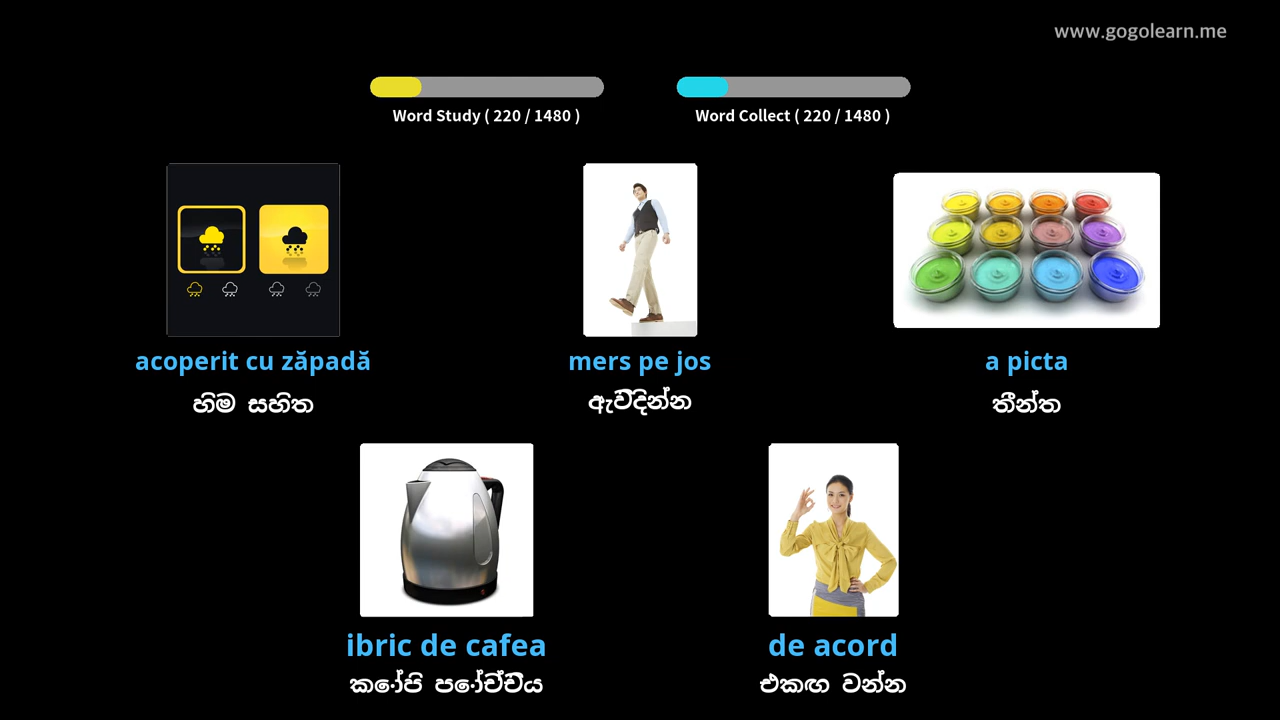 www.gogolearn.me
Word Study ( 220 / 1480 )
Word Collect ( 220 / 1480 )
acoperit cu zăpadă
හිම සහිත
mers pe jos
ඇවිදින්න
a picta
තීන්ත
ibric de cafea
කෝපි පෝච්චිය
de acord
එකඟ වන්න